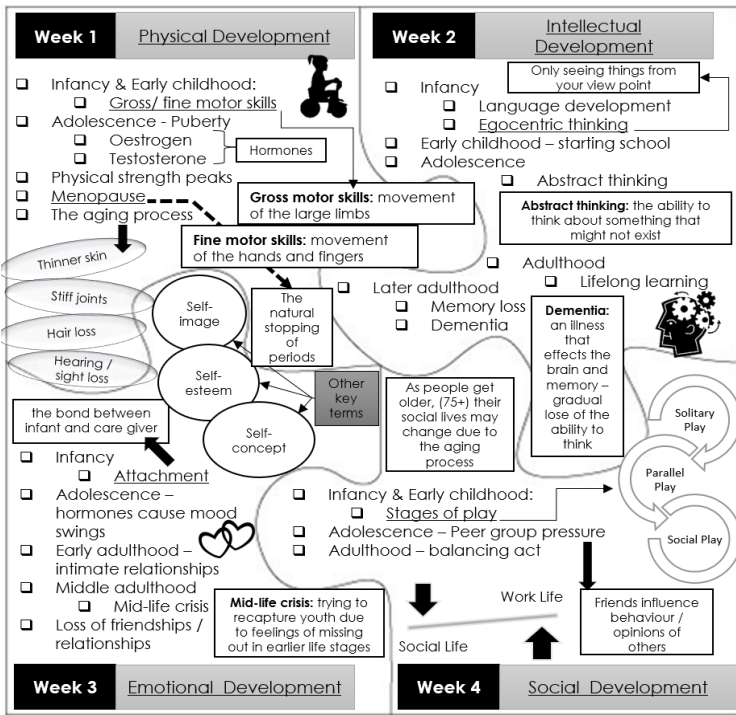 Week 1
Physical Development
Infancy & Early childhood:
Gross/ fine motor skills
Adolescence - Puberty
Oestrogen
Testosterone
Hormones
Physical strength peaks
Menopause
The aging process
Gross motor skills: movement
of the large limbs
Fine motor skills: movement
of the hands and fingers
Thinner skin
Stiff joints
Hair loss
Hearing /
sight loss
The
natural
stopping
of
periods
Self-
image
Self-
esteem
Self-
concept
Other
key
terms
Week 2
Intellectual
Development
Only seeing things from
your view point
Infancy
Language development
Egocentric thinking
Early childhood – starting school
Adolescence
Abstract thinking
Abstract thinking: the ability to
think about something that
might not exist
Adulthood
Lifelong learning
Later adulthood
Memory loss
Dementia
Dementia:
an illness
that
effects the
brain and
memory –
gradual
lose of the
ability to
think
the bond between
infant and care giver
Infancy
Attachment
Adolescence –
hormones cause mood
swings
Early adulthood –
intimate relationships
Middle adulthood
Mid-life crisis
Loss of friendships /
relationships
Mid-life crisis: trying to
recapture youth due
to feelings of missing
out in earlier life stages
Week 3
Emotional Development
As people get
older, (75+) their
social lives may
change due to
the aging
process
Infancy & Early childhood:
Stages of play
Adolescence – Peer group pressure
Adulthood – balancing act
Solitary
Play
Parallel
Play
Social Play
Work Life
Social Life
Friends influence
behaviour /
opinions of
others
Week 4
Social Development